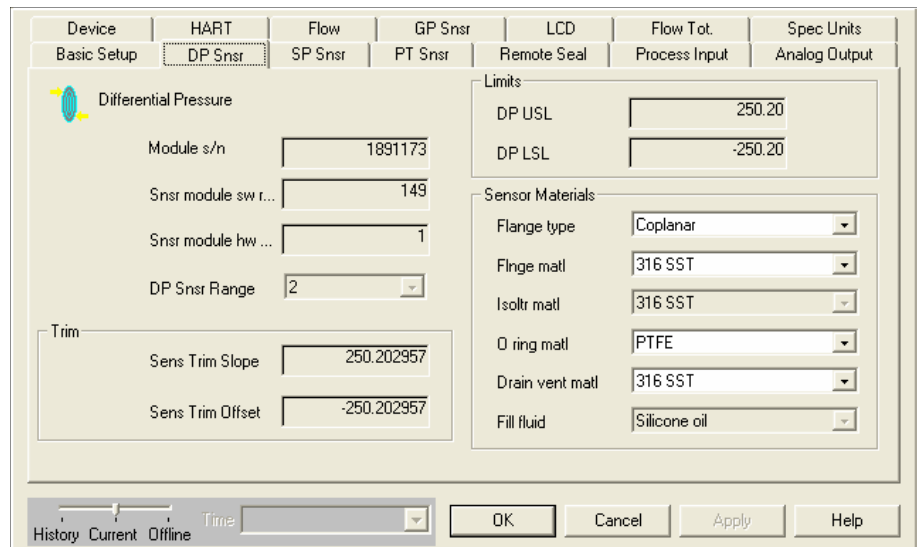 Device HART Flow GP Snsr LCD Flow Tot. Spec Units
Basic Setup DP Snsr SP Snsr PT Snsr Remote Seal Process Input Analog Output
Differential Pressure
Module s/n 1891173
Snsr module sw r... 149
Snsr module hw ... 1
DP Snsr Range 2
Trim
Sens Trim Slope 250.202957
Sens Trim Offset -250.202957
Limits
DP USL 250.20
DP LSL -250.20
Sensor Materials
Flange type Coplanar
Flnge matl 316 SST
Isoltr matl 316 SST
O ring matl PTFE
Drain vent matl 316 SST
Fill fluid Silicone oil
History Current Offline Time OK Cancel Apply Help